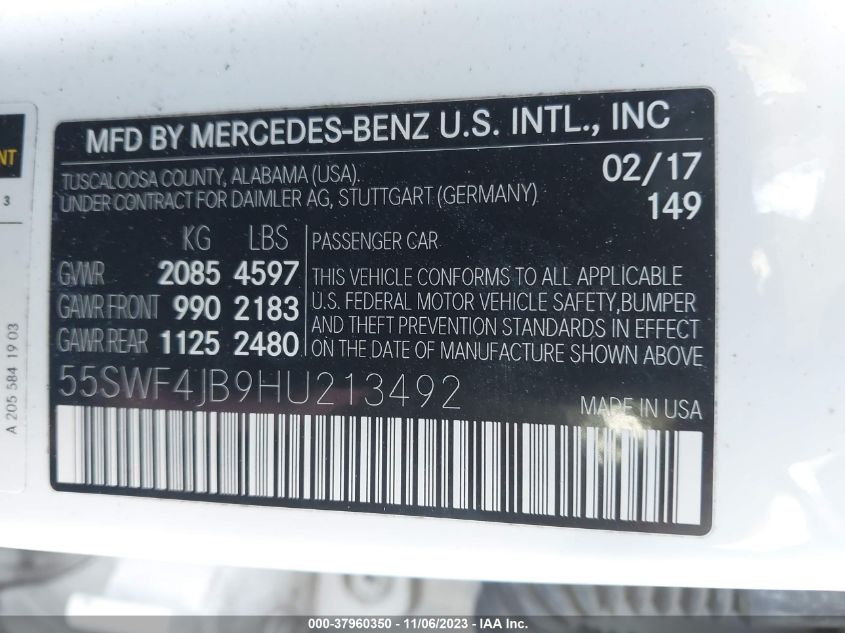 NT
3
A 205 584 19 03
MFD BY MERCEDES-BENZ U.S. INTL., INC
TUSCALOOSA COUNTY, ALABAMA (USA).
UNDER CONTRACT FOR DAIMLER AG, STUTTGART (GERMANY)
02/17
149
KG LBS
GVWR 2085 4597
GAWR FRONT 990 2183
GAWR REAR 1125 2480
PASSENGER CAR
THIS VEHICLE CONFORMS TO ALL APPLICABLE
U.S. FEDERAL MOTOR VEHICLE SAFETY,BUMPER
AND THEFT PREVENTION STANDARDS IN EFFECT
ON THE DATE OF MANUFACTURE SHOWN ABOVE
55SWF4JB9HU213492
MADE IN USA
000-37960350 | 11/06/2023 - IAA Inc.